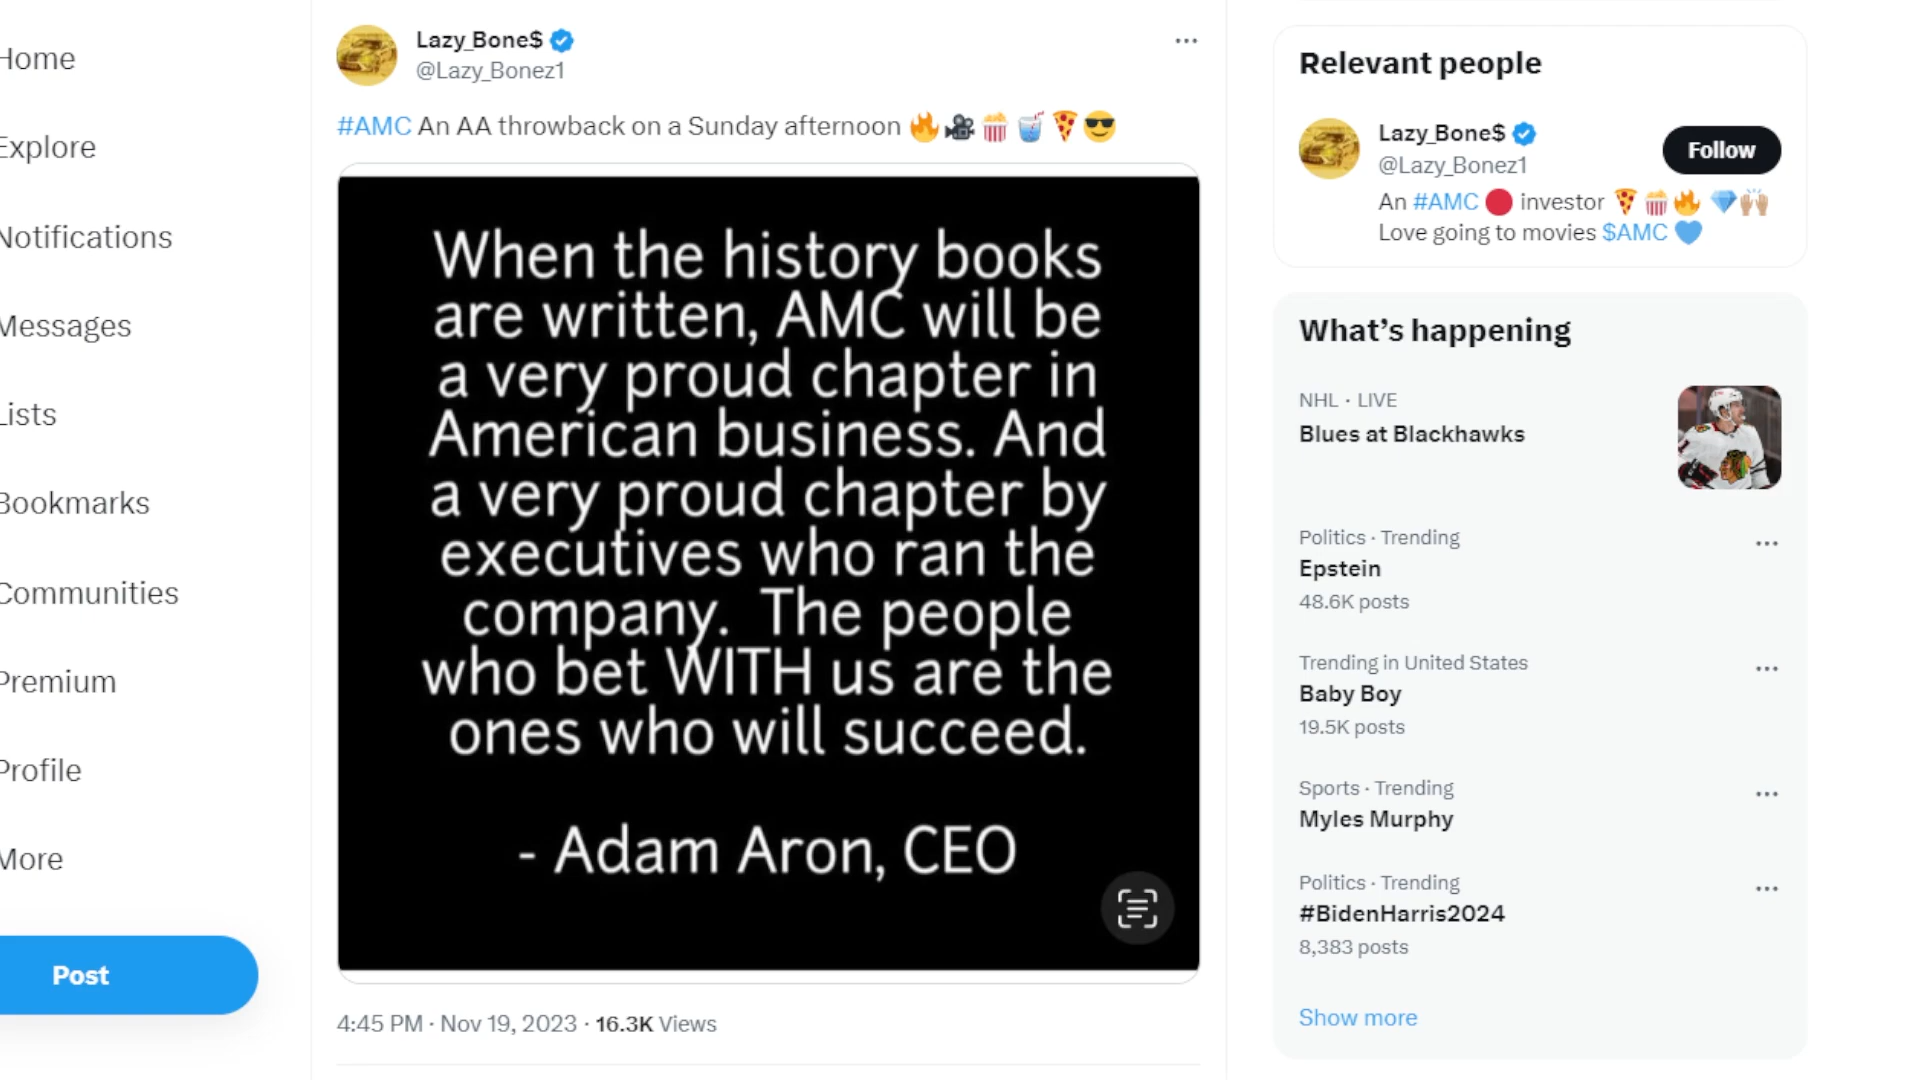 Home
Explore
Notifications
Messages
Lists
Bookmarks
Communities
Premium
Profile
More
Post
Lazy_Bone$
@Lazy_Bonez1
#AMC An AA throwback on a Sunday afternoon 🔥🎥🍿🥤🍕😎
When the history books
are written, AMC will be
a very proud chapter in
American business. And
a very proud chapter by
executives who ran the
company.  The people
who bet WITH us are the
ones who will succeed.
- Adam Aron, CEO
4:45 PM · Nov 19, 2023 · 16.3K Views
Relevant people
Lazy_Bone$
@Lazy_Bonez1
Follow
An #AMC 🔴 investor 🍕🍿🔥 💎🙌🏽
Love going to movies $AMC 💙
What’s happening
NHL · LIVE
Blues at Blackhawks
Politics · Trending
Epstein
48.6K posts
Trending in United States
Baby Boy
19.5K posts
Sports · Trending
Myles Murphy
Politics · Trending
#BidenHarris2024
8,383 posts
Show more